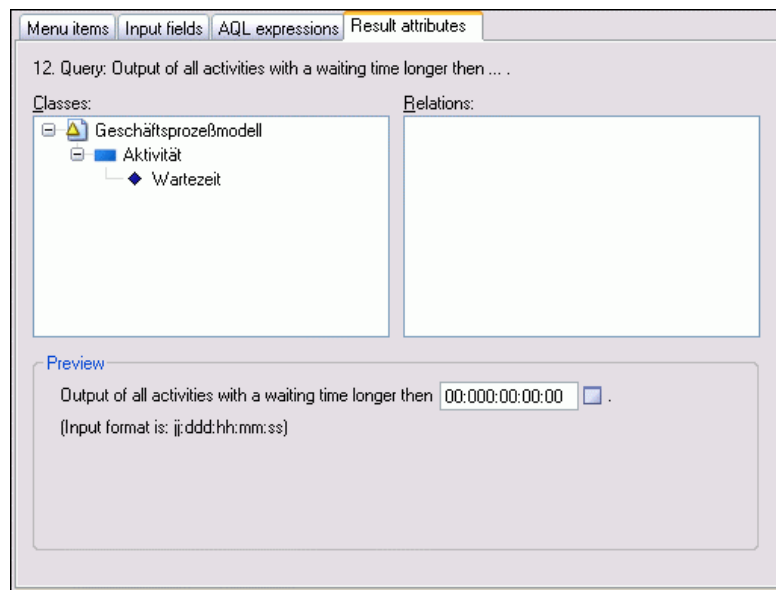 Menu items Input fields AQL expressions Result attributes
12. Query: Output of all activities with a waiting time longer then ... .
Classes: Relations:
Geschäftsprozeßmodell
Aktivität
Wartezeit
Preview
Output of all activities with a waiting time longer then 00:000:00:00:00 .
(Input format is: jj:ddd:hh:mm:ss)